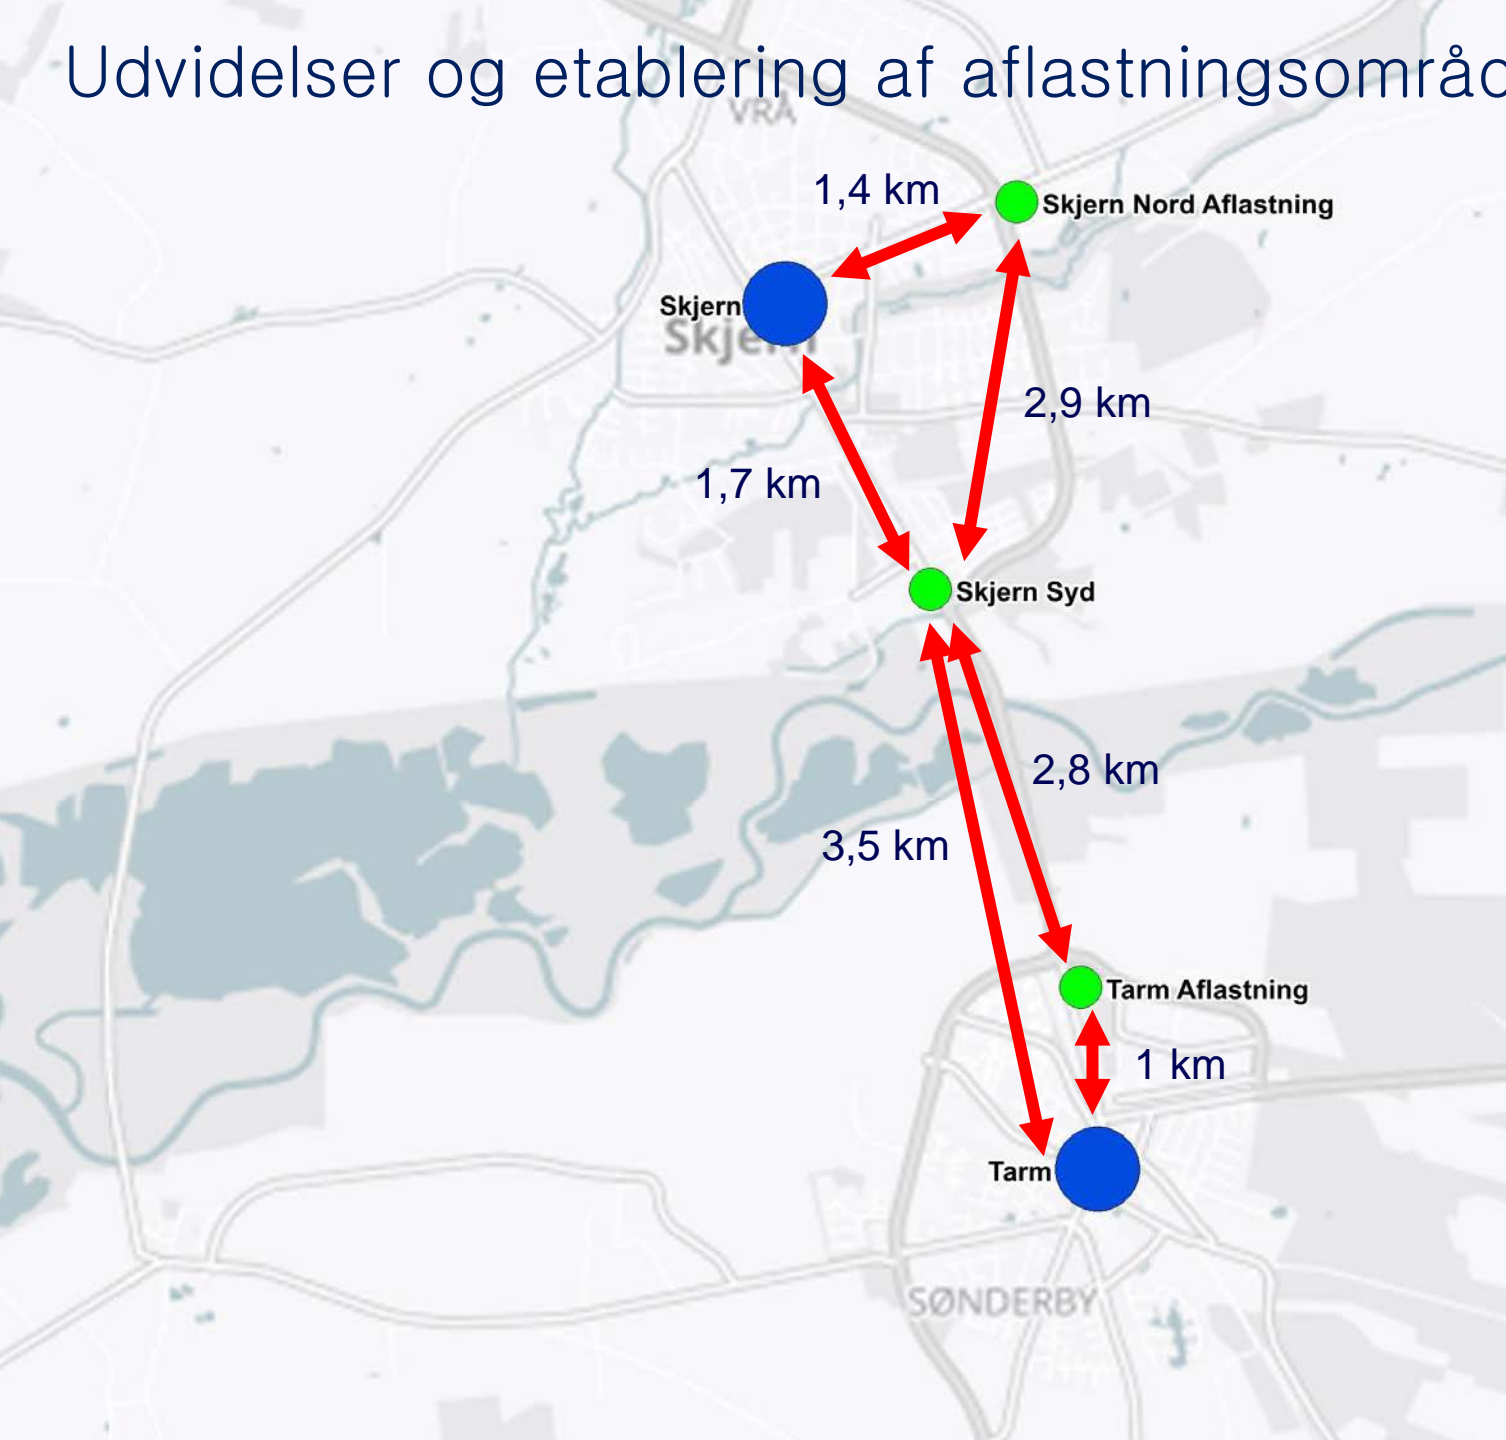 Udvidelser og etablering af aflastningsområd
VRÅ
1,4 km
Skjern Nord Aflastning
Skjern
Skjern
2,9 km
1,7 km
Skjern Syd
2,8 km
3,5 km
Tarm Aflastning
1 km
Tarm
SØNDERBY